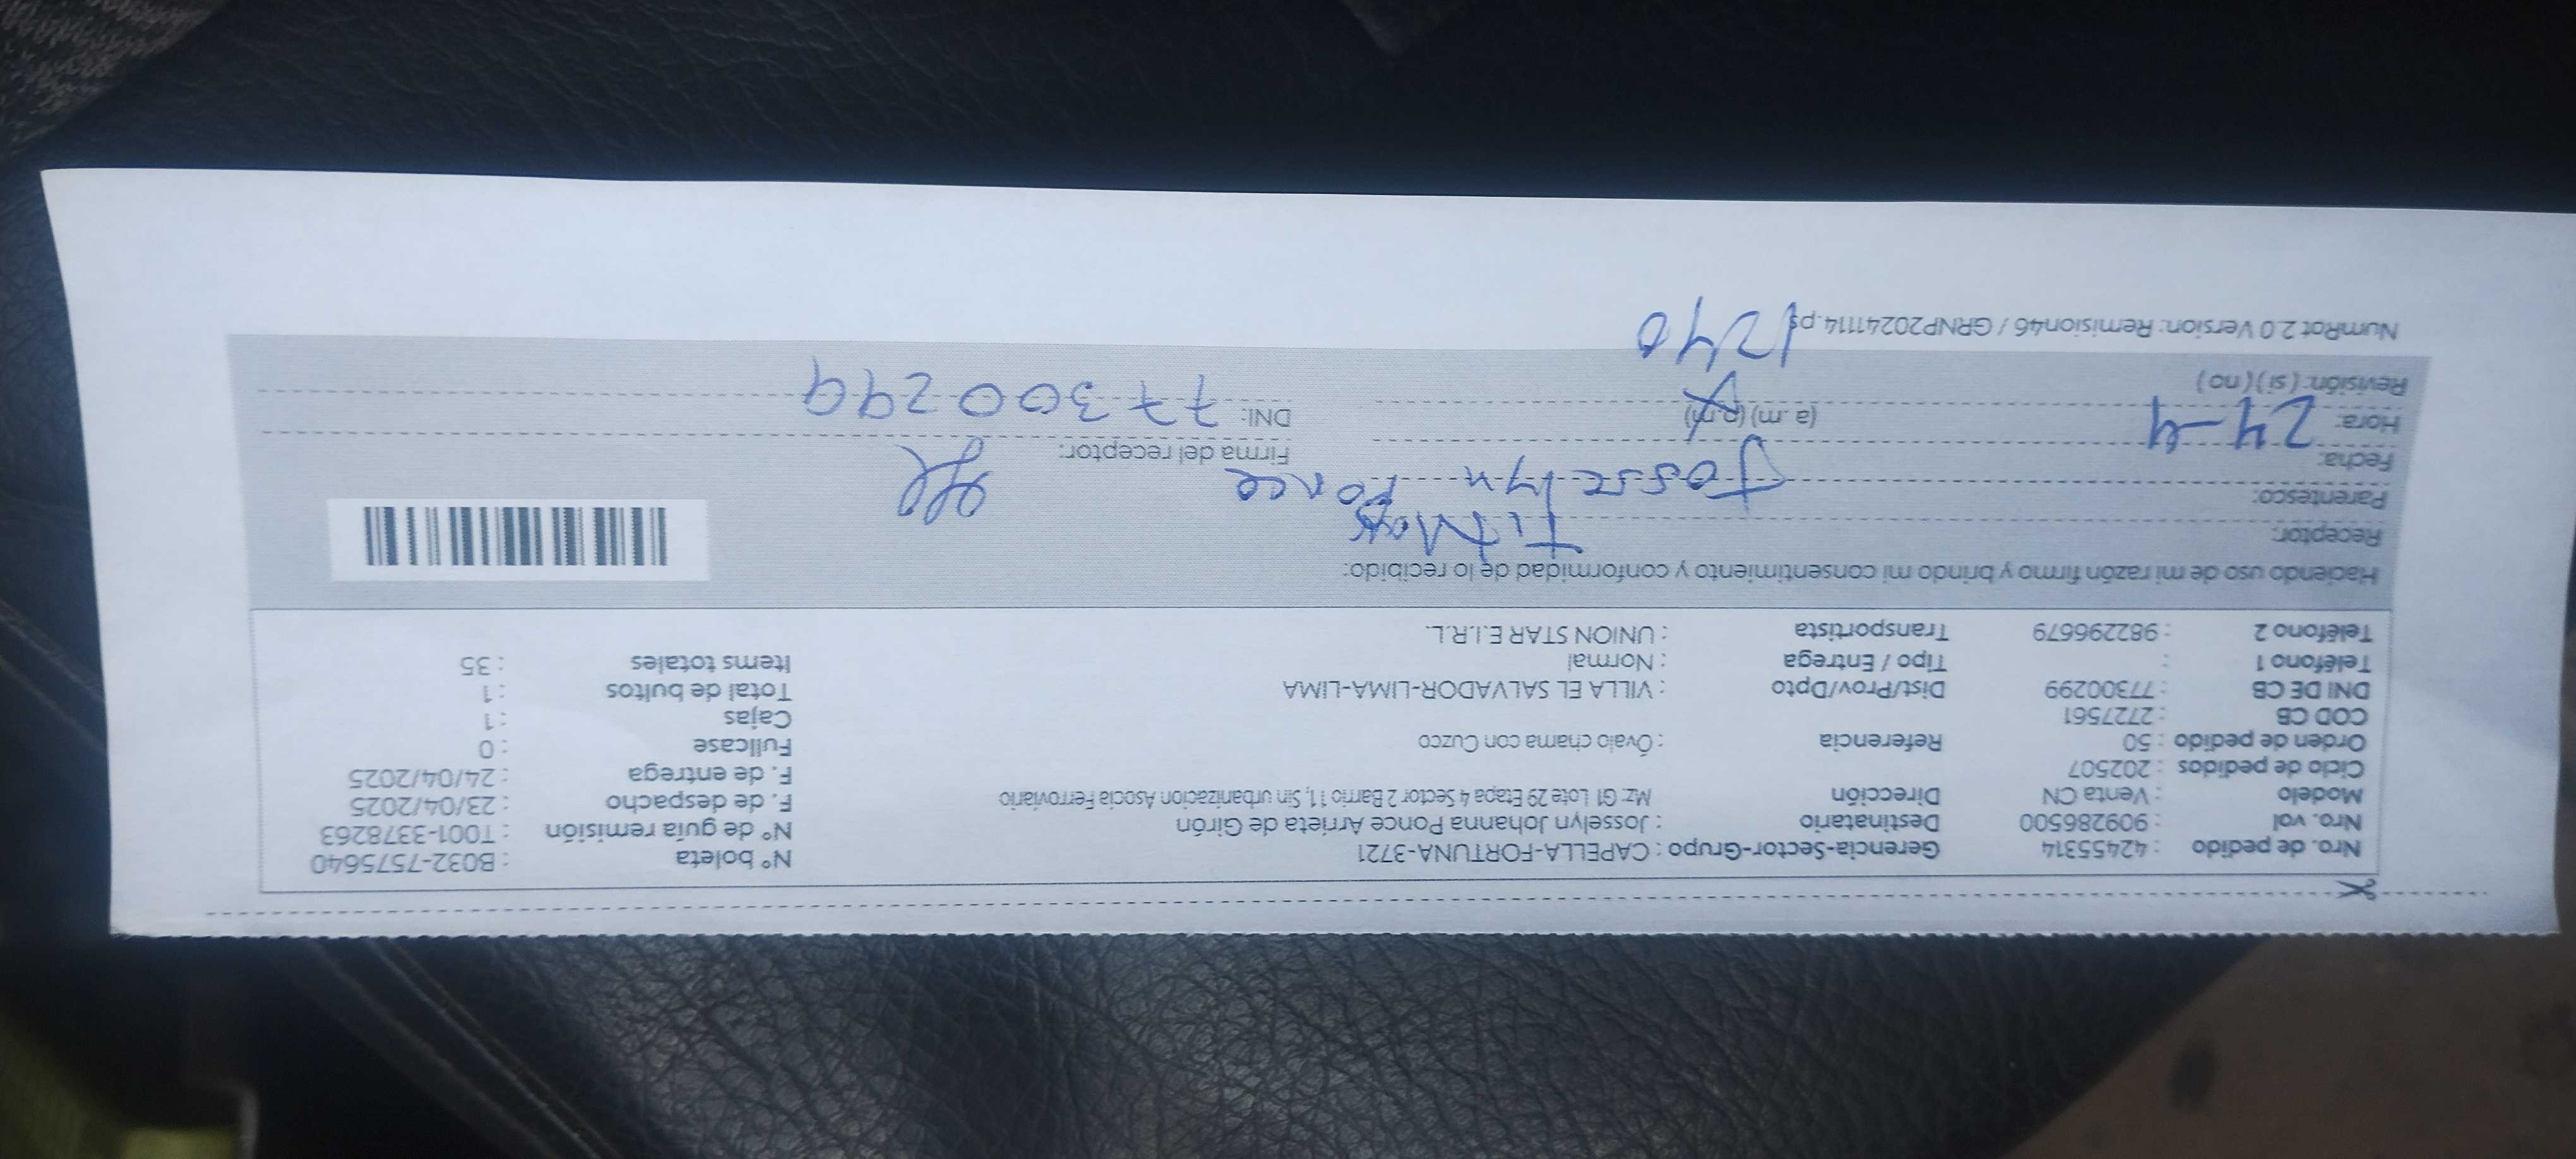 Nro. de pedido : 42455314 Gerencia-Sector-Grupo : CAPELLA-FORTUNA-3721 N° boleta : B032-7575640
Nro. vol : 909286500 Destinatario : Josselyn Johanna Ponce Arrieta de Girón N° de guía remisión : T001-3378263
Modelo : Venta CN Dirección Mz G1 Lote 29 Etapa 4 Sector 2 Barrio 11, Sin urbanizacion Asocia Ferroviario F. de despacho : 23/04/2025
Ciclo de pedidos : 202507 F. de entrega : 24/04/2025
Orden de pedido : 50 Referencia : Óvalo chama con Cuzco Fullcase : 0
COD CB : 2727561 Cajas : 1
DNI DE CB : 77300299 Dist/Prov/Dpto : VILLA EL SALVADOR-LIMA-LIMA Total de bultos : 1
Teléfono 1 : Tipo / Entrega : Normal Items totales : 35
Teléfono 2 : 982296679 Transportista : UNION STAR E.I.R.L.
Haciendo uso de mi razón firmo y brindo mi consentimiento y conformidad de lo recibido:
Receptor:
Parentesco: Josselyn Ponce
Fecha: 24-4 Firma del receptor:
Hora: (a.m) (p.m) DNI: 77300299
Revisión: (si) (no) 1240
NumRot 2.0 Version: Remision46 / GRNP20241114.ps